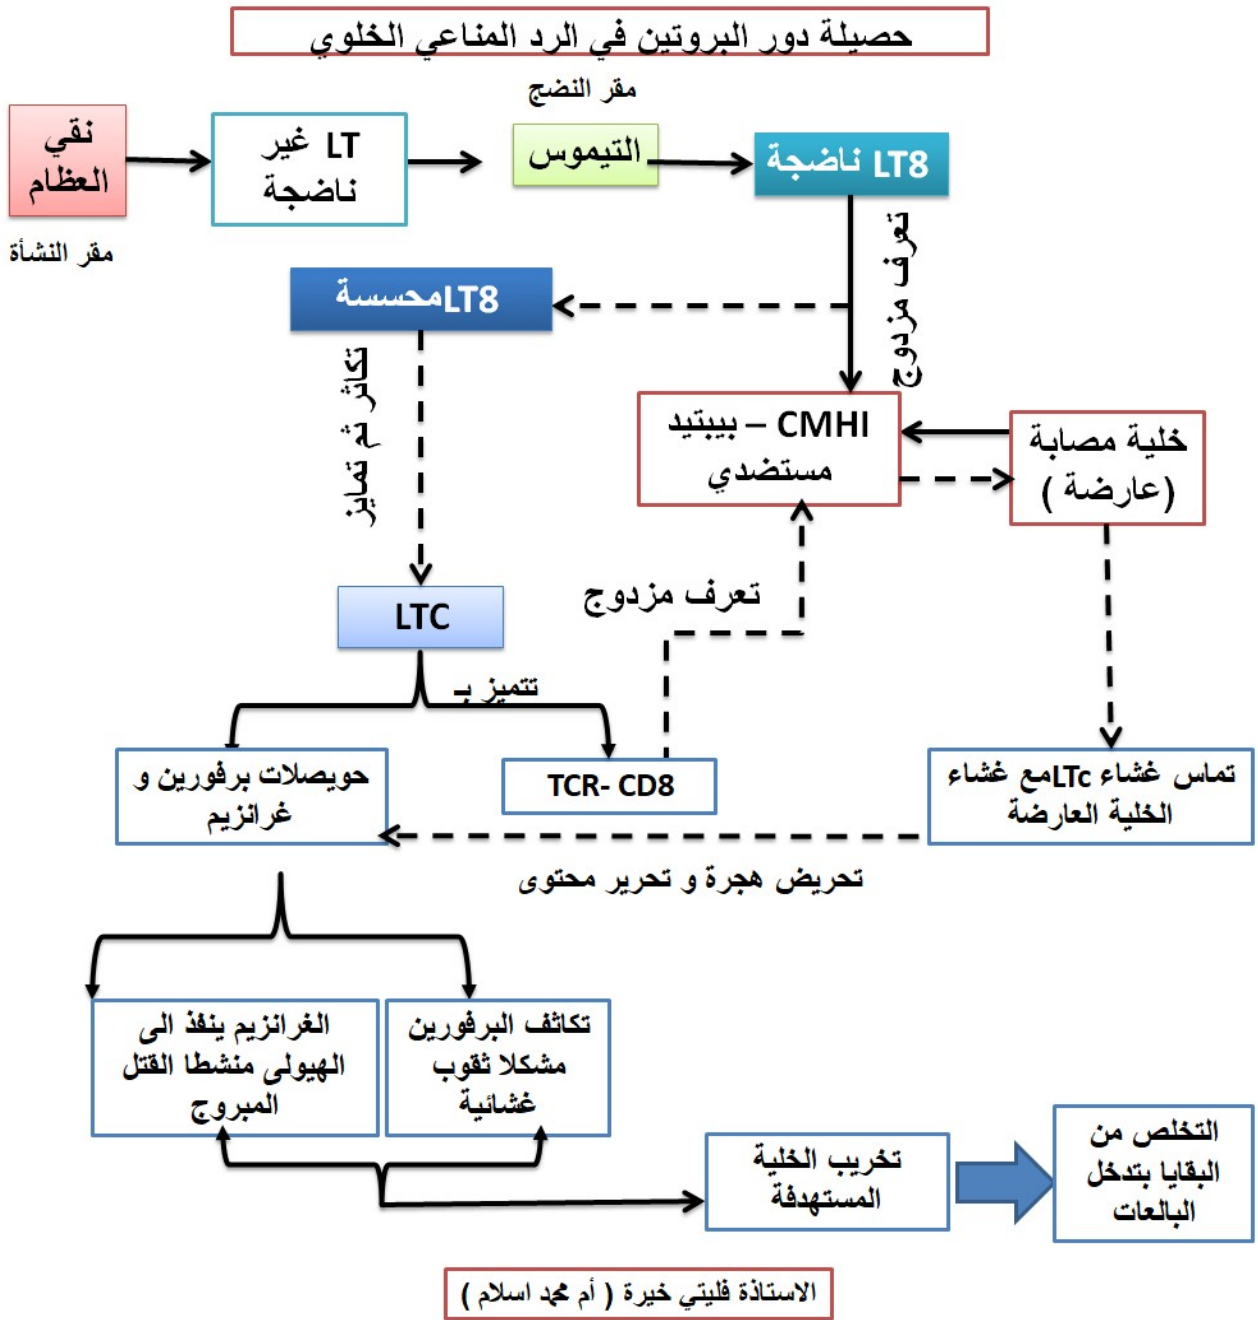 حصيلة دور البروتين في الرد المناعي الخلوي
مقر النضج
نقي
العظام
LT غير
ناضجة
التيموس
LT8 ناضجة
مقر النشأة
تعرف مزدوج
LT8محسسة
تكاثر ثم تمايز
CMHI – بيبتيد
مستضدي
خلية مصابة
(عارضة )
تعرف مزدوج
LTC
تتميز بـ
حويصلات برفورين و
غرانزيم
TCR- CD8
تماس غشاء LTcمع غشاء
الخلية العارضة
تحريض هجرة و تحرير محتوى
الغرانزيم ينفذ الى
الهيولى منشطا القتل
المبروج
تكاثف البرفورين
مشكلا ثقوب
غشائية
تخريب الخلية
المستهدفة
التخلص من
البقايا بتدخل
البالعات
الاستاذة فليتي خيرة ( أم محمد اسلام )